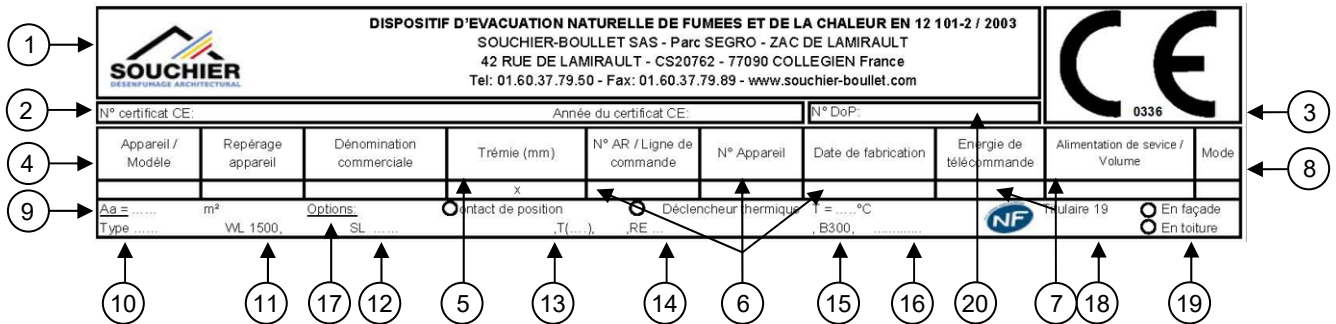 DISPOSITIF D'EVACUATION NATURELLE DE FUMEES ET DE LA CHALEUR EN 12 101-2 / 2003
SOUCHIER-BOULLET SAS - Parc SEGRO - ZAC DE LAMIRAULT
42 RUE DE LAMIRAULT - CS20762 - 77090 COLLEGIEN France
Tel: 01.60.37.79.50 - Fax: 01.60.37.79.89 - www.souchier-boullet.com
SOUCHIER
DÉSENFUMAGE ARCHITECTURAL
CE
0336
1
2
3
N° certificat CE: Année du certificat CE: N° DoP:
4
Appareil / Modèle
Repérage appareil
Dénomination commerciale
Trémie (mm)
N° AR / Ligne de commande
N° Appareil
Date de fabrication
Energie de télécommande
Alimentation de sevice / Volume
Mode
8
x
9
Aa = ...... m² Options: Contact de position Déclencheur thermique T = .....°C NF Titulaire 19 En façade
Type ...... WL 1500, SL ...... ,T(....), ,RE ... , B300, ............ En toiture
10 11 17 12 5 13 14 6 15 16 20 7 18 19